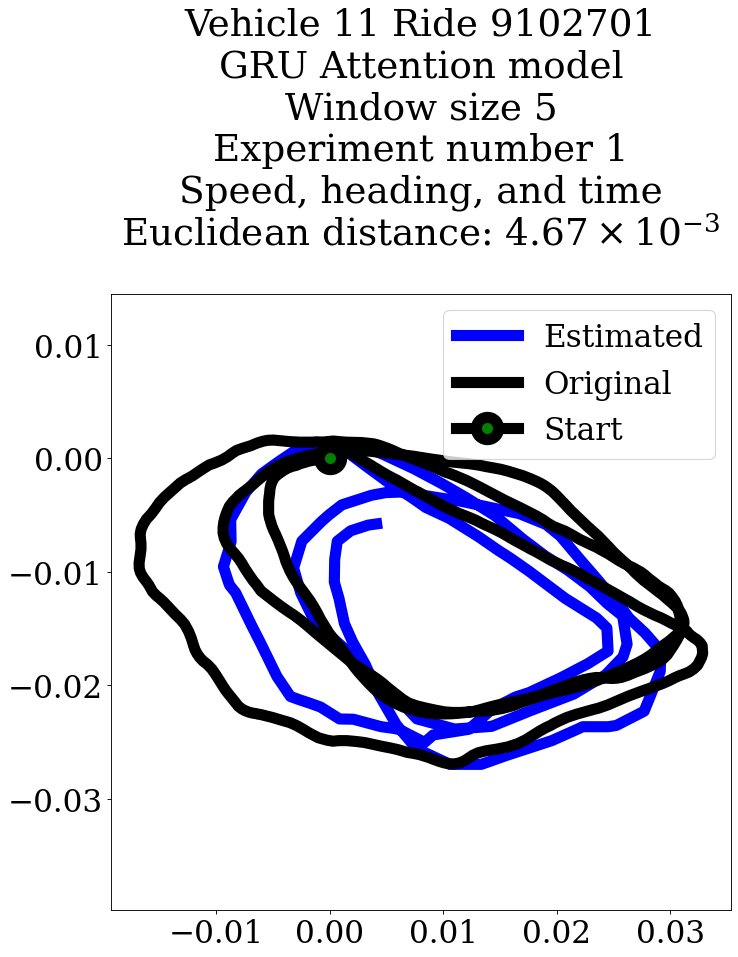 Vehicle 11 Ride 9102701
GRU Attention model
Window size 5
Experiment number 1
Speed, heading, and time
Euclidean distance: 4.67 × 10⁻³
Estimated
Original
Start
0.01
0.00
−0.01
−0.02
−0.03
−0.01 0.00 0.01 0.02 0.03